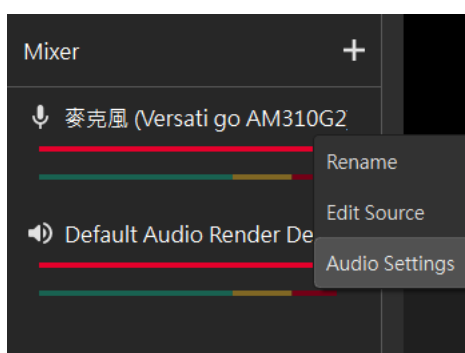 Mixer
麥克風 (Versati go AM310G2)
Rename
Edit Source
Default Audio Render De
Audio Settings